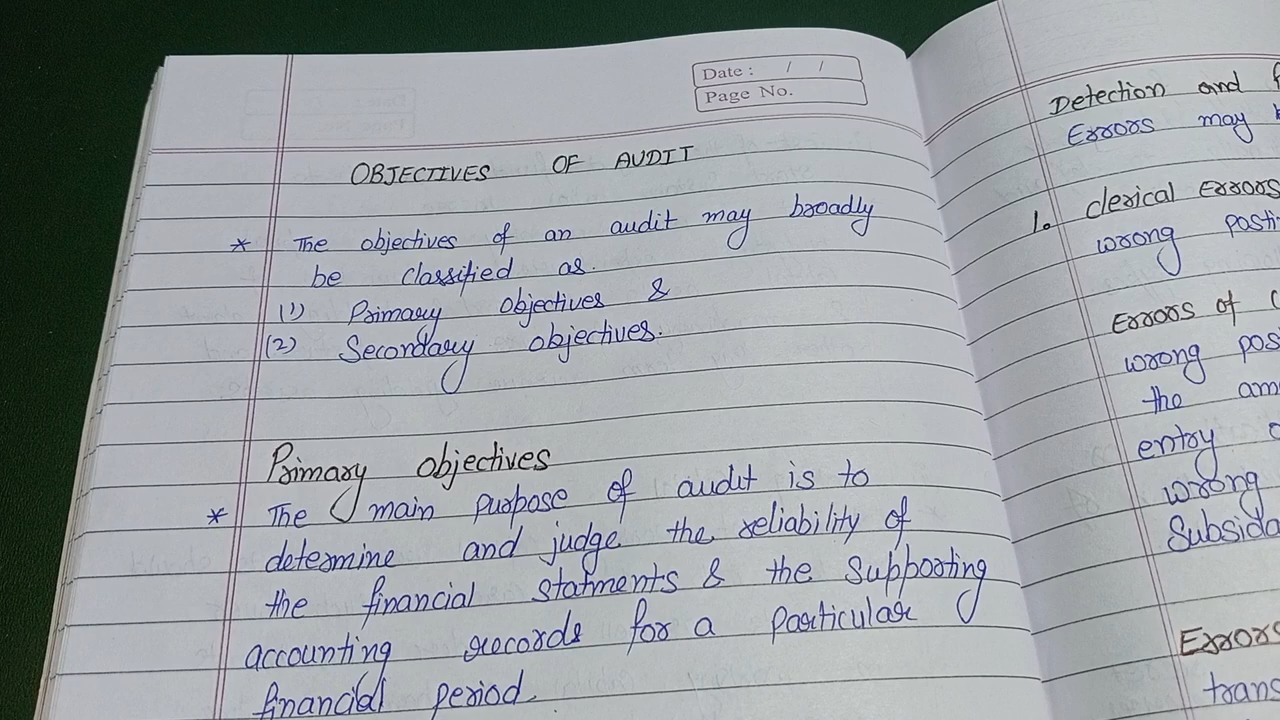 Date : / /
Page No.
OBJECTIVES OF AUDIT
* The objectives of an audit may broadly
be classified as.
(1) Primary objectives &
(2) Secondary objectives.
Primary objectives
* The main purpose of audit is to
determine and judge the reliability of
the financial statments & the Supporting
accounting records for a particular
financial period.
Detection and
Errors may
1. clerical Errors
wrong
Errors of
wrong
the
entry
wrong
Errors